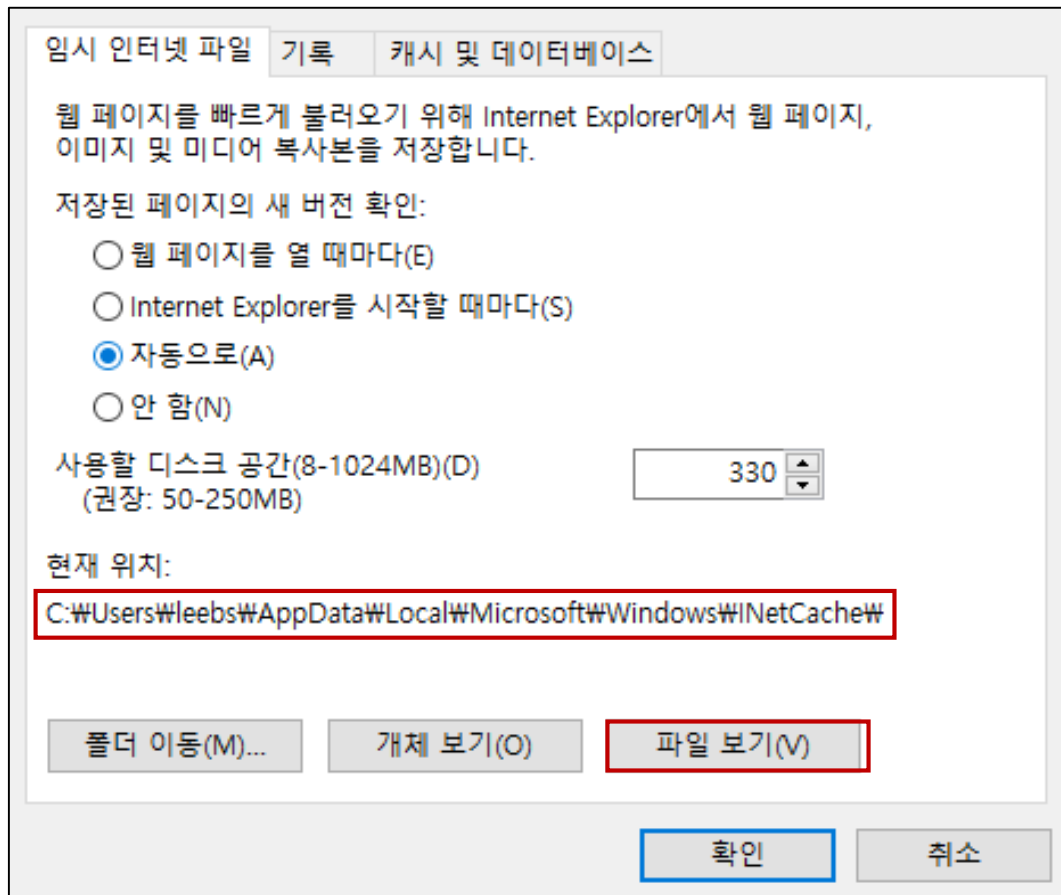 임시 인터넷 파일 기록 캐시 및 데이터베이스
웹 페이지를 빠르게 불러오기 위해 Internet Explorer에서 웹 페이지,
이미지 및 미디어 복사본을 저장합니다.
저장된 페이지의 새 버전 확인:
웹 페이지를 열 때마다(E)
Internet Explorer를 시작할 때마다(S)
자동으로(A)
안 함(N)
사용할 디스크 공간(8-1024MB)(D) 330
(권장: 50-250MB)
현재 위치:
C:₩Users₩leebs₩AppData₩Local₩Microsoft₩Windows₩INetCache₩
폴더 이동(M)... 개체 보기(O) 파일 보기(V)
확인 취소